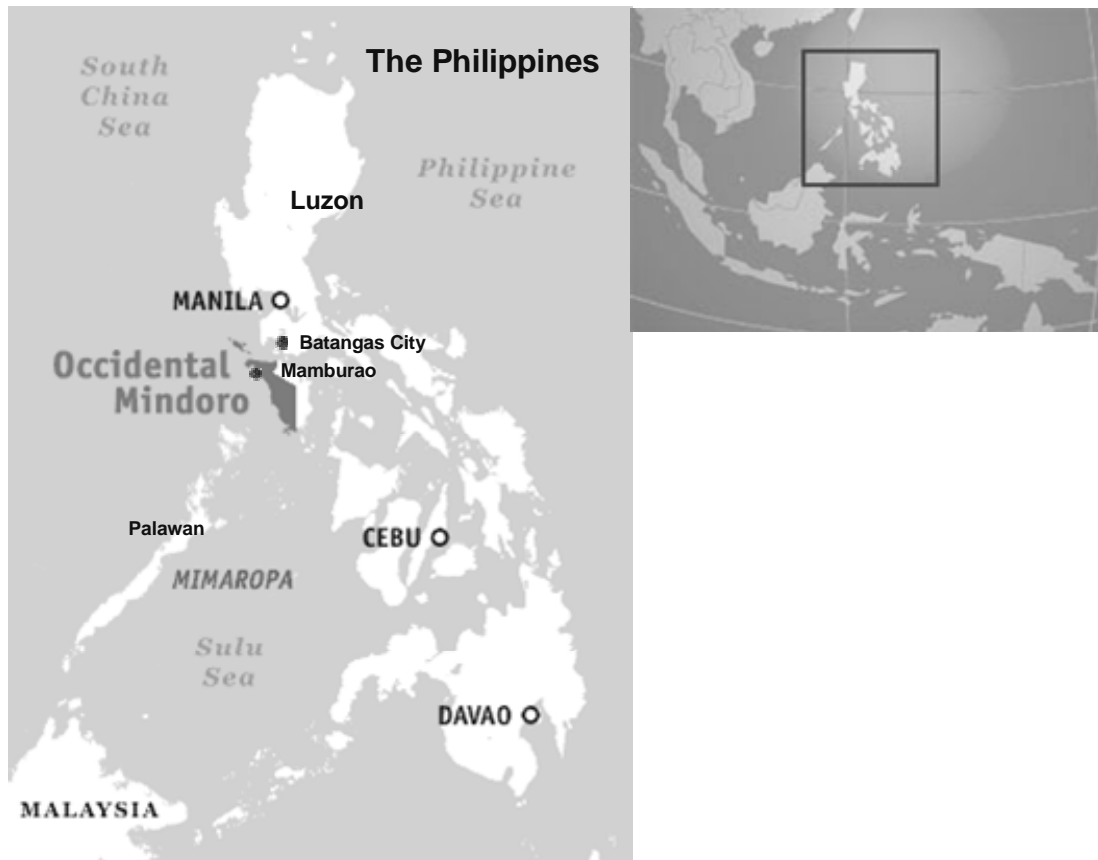 The Philippines
South
China
Sea
Philippine
Sea
Luzon
MANILA
Batangas City
Occidental
Mindoro
Mamburao
Palawan
CEBU
MIMAROPA
Sulu
Sea
DAVAO
MALAYSIA